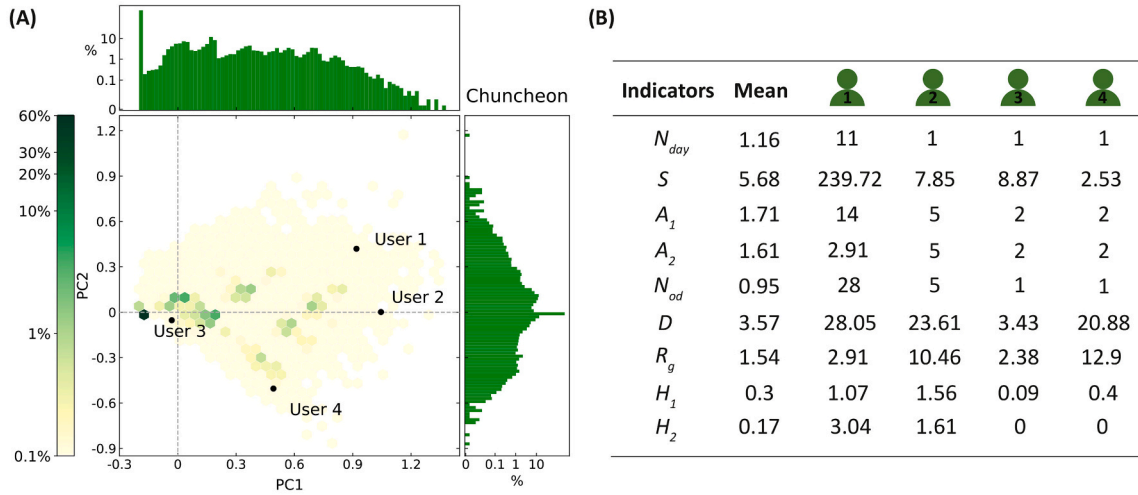 (A)
%
10
1
0.1
0
Chuncheon
60%
30%
20%
10%
1%
0.1%
PC2
1.2
0.9
0.6
0.3
0
-0.3
-0.6
-0.9
User 1
User 2
User 3
User 4
-0.3 0 0.3 0.6 0.9 1.2
PC1
0 0.1 1 10
%
(B)
Indicators Mean 1 2 3 4
N_day 1.16 11 1 1 1
S 5.68 239.72 7.85 8.87 2.53
A_1 1.71 14 5 2 2
A_2 1.61 2.91 5 2 2
N_od 0.95 28 5 1 1
D 3.57 28.05 23.61 3.43 20.88
R_g 1.54 2.91 10.46 2.38 12.9
H_1 0.3 1.07 1.56 0.09 0.4
H_2 0.17 3.04 1.61 0 0